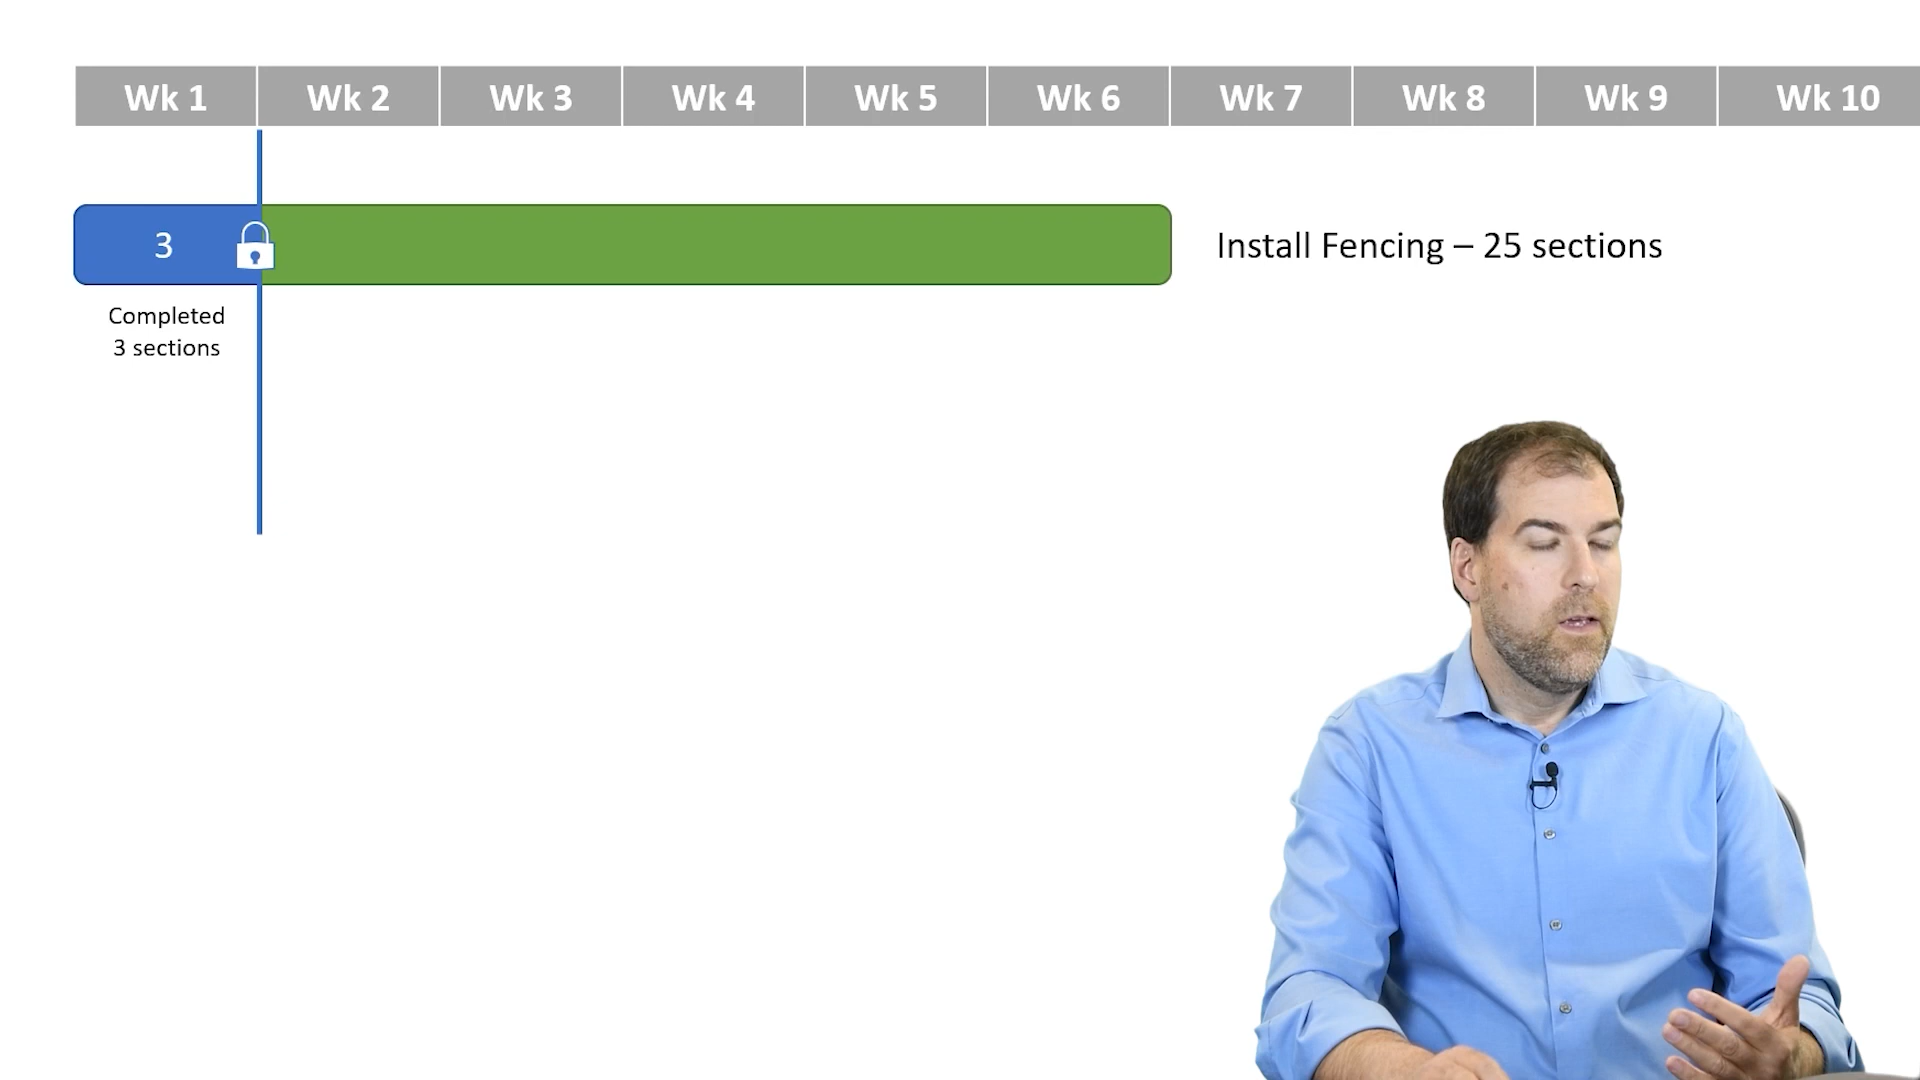 Wk 1 Wk 2 Wk 3 Wk 4 Wk 5 Wk 6 Wk 7 Wk 8 Wk 9 Wk 10
3
Install Fencing – 25 sections
Completed
3 sections